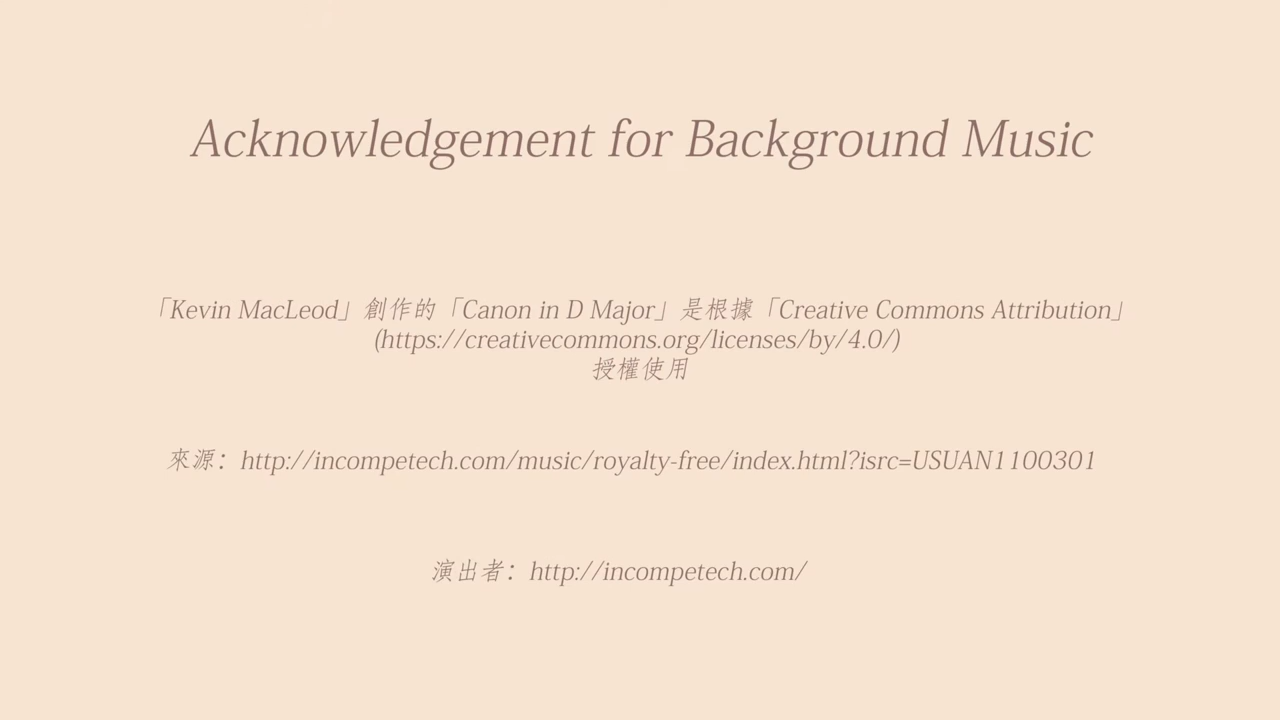 Acknowledgement for Background Music
「Kevin MacLeod」創作的「Canon in D Major」是根據「Creative Commons Attribution」
(https://creativecommons.org/licenses/by/4.0/)
授權使用
來源：http://incompetech.com/music/royalty-free/index.html?isrc=USUAN1100301
演出者：http://incompetech.com/